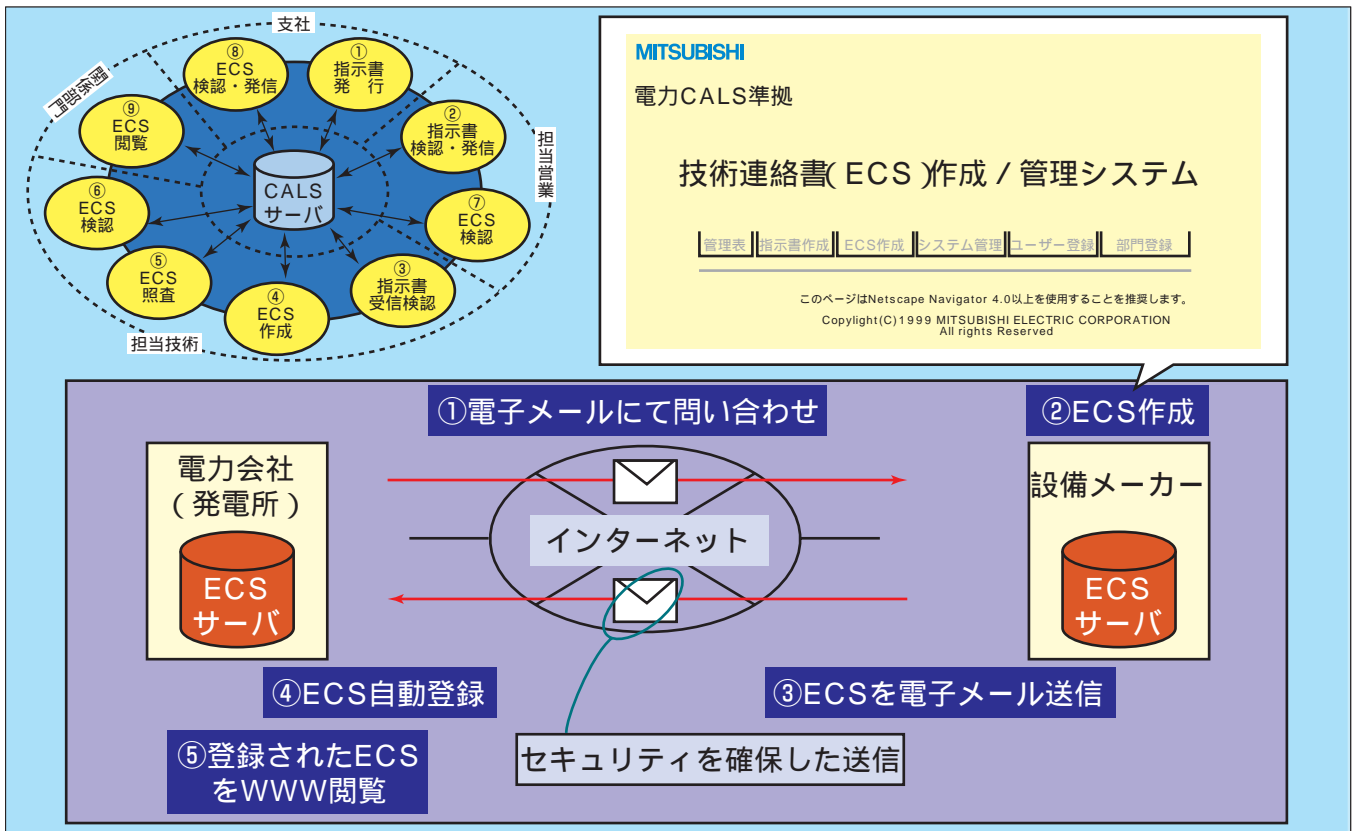 支社
関係部門
担当営業
担当技術
①
指示書
発 行
②
指示書
検認・発信
⑦
ECS
検認
③
指示書
受信検認
④
ECS
作成
⑤
ECS
照査
⑥
ECS
検認
⑨
ECS
閲覧
⑧
ECS
検認・発信
CALS
サーバ
MITSUBISHI
電力CALS準拠
技術連絡書(ECS)作成 / 管理システム
管理表 指示書作成 ECS作成 システム管理 ユーザー登録 部門登録
このページはNetscape Navigator 4.0以上を使用することを推奨します。
Copylight(C)1999 MITSUBISHI ELECTRIC CORPORATION
All rights Reserved
①電子メールにて問い合わせ
②ECS作成
電力会社
(発電所)
ECS
サーバ
インターネット
設備メーカー
ECS
サーバ
④ECS自動登録
③ECSを電子メール送信
⑤登録されたECS
をWWW閲覧
セキュリティを確保した送信